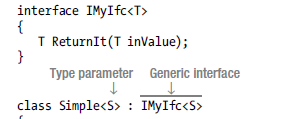 interface IMyIfc<T>
{
T ReturnIt(T inValue);
}
Type parameter Generic interface
↓ ↓
class Simple<S> : IMyIfc<S>